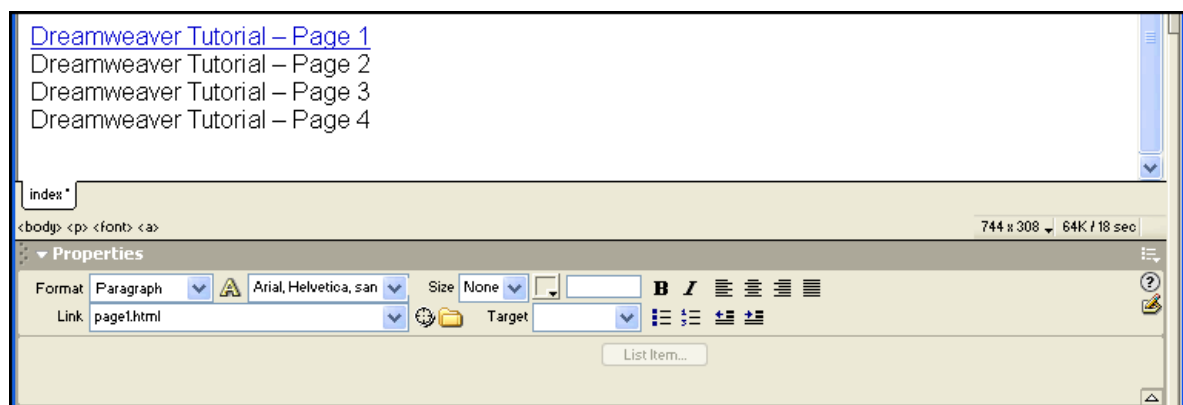 Dreamweaver Tutorial – Page 1
Dreamweaver Tutorial – Page 2
Dreamweaver Tutorial – Page 3
Dreamweaver Tutorial – Page 4
index*
<body> <p> <font> <a> 744 x 308 64K / 18 sec
Properties
Format Paragraph A Arial, Helvetica, san Size None B I
Link page1.html Target
List Item...